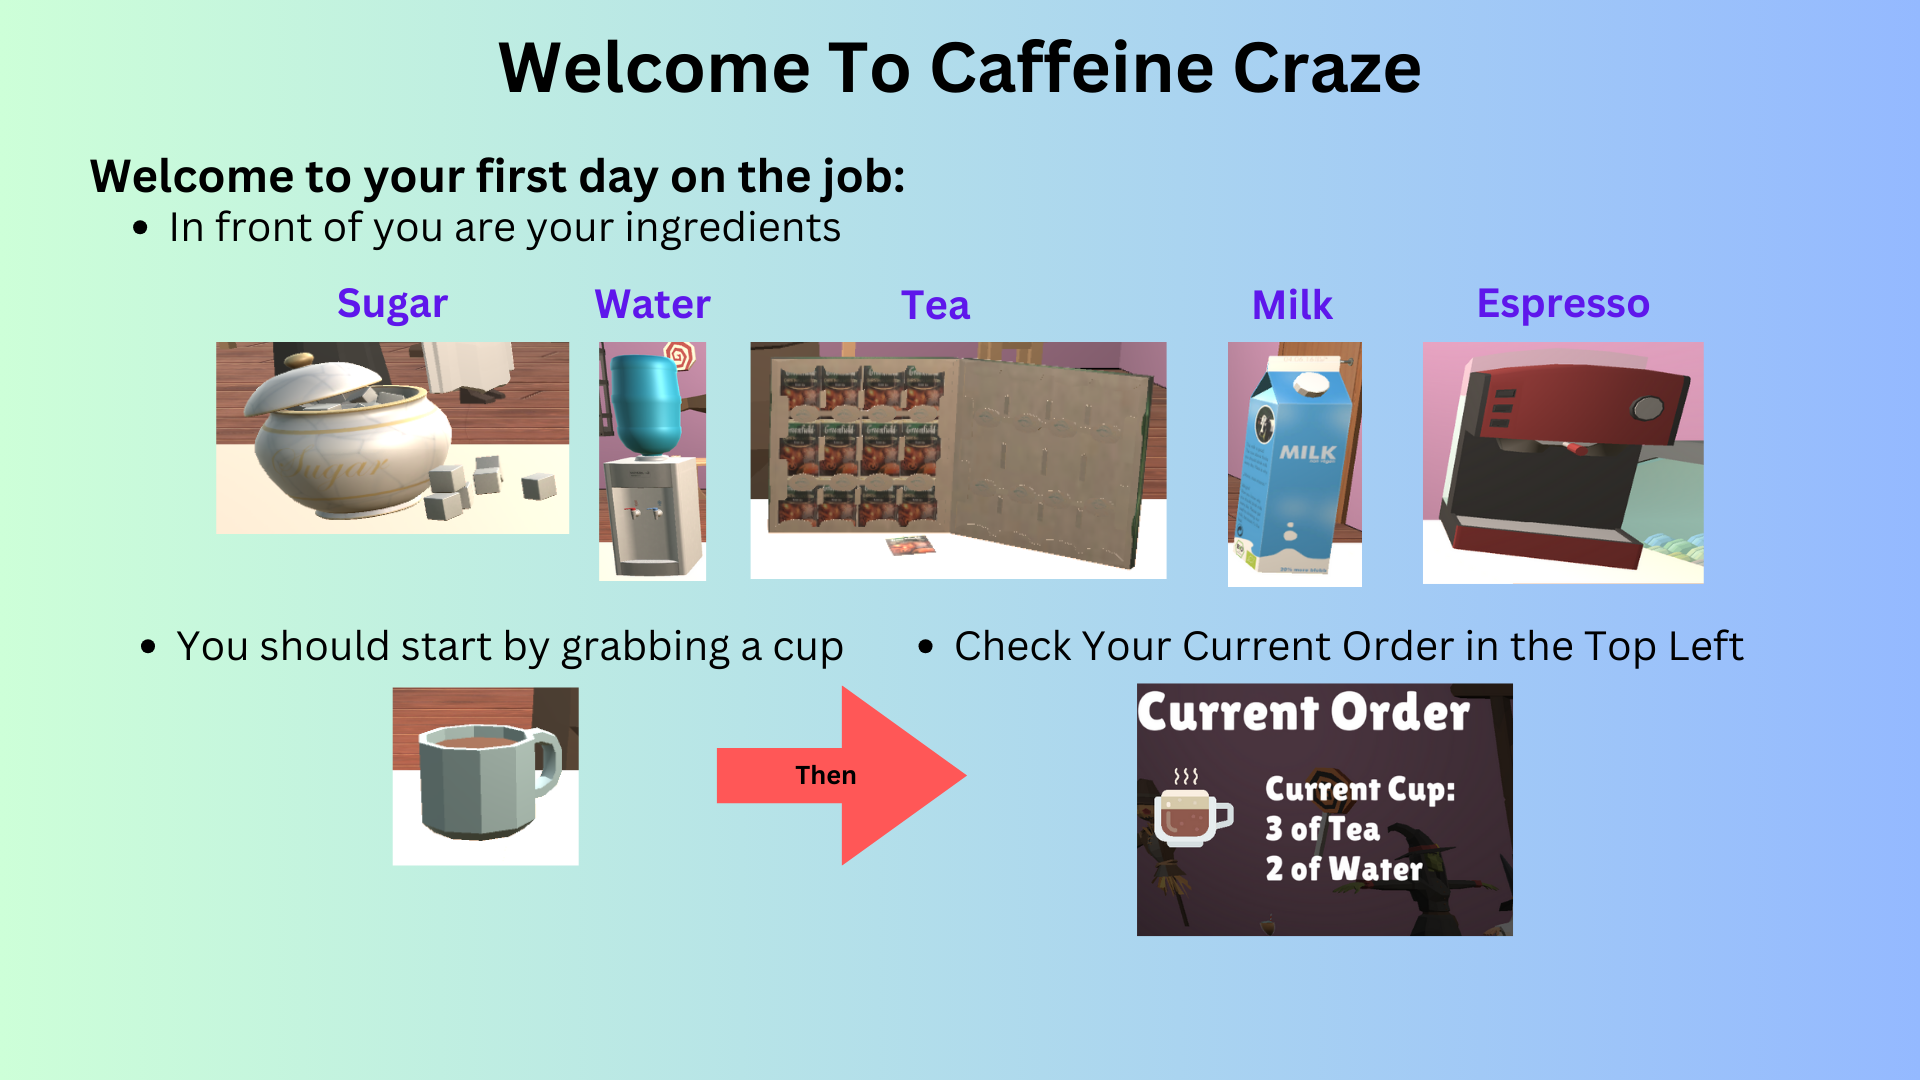 Welcome To Caffeine Craze
Welcome to your first day on the job:
• In front of you are your ingredients
Sugar
Water
Tea
Milk
Espresso
Sugar
Greenfield Greenfield
MILK
• You should start by grabbing a cup
• Check Your Current Order in the Top Left
Then
Current Order
Current Cup:
3 of Tea
2 of Water